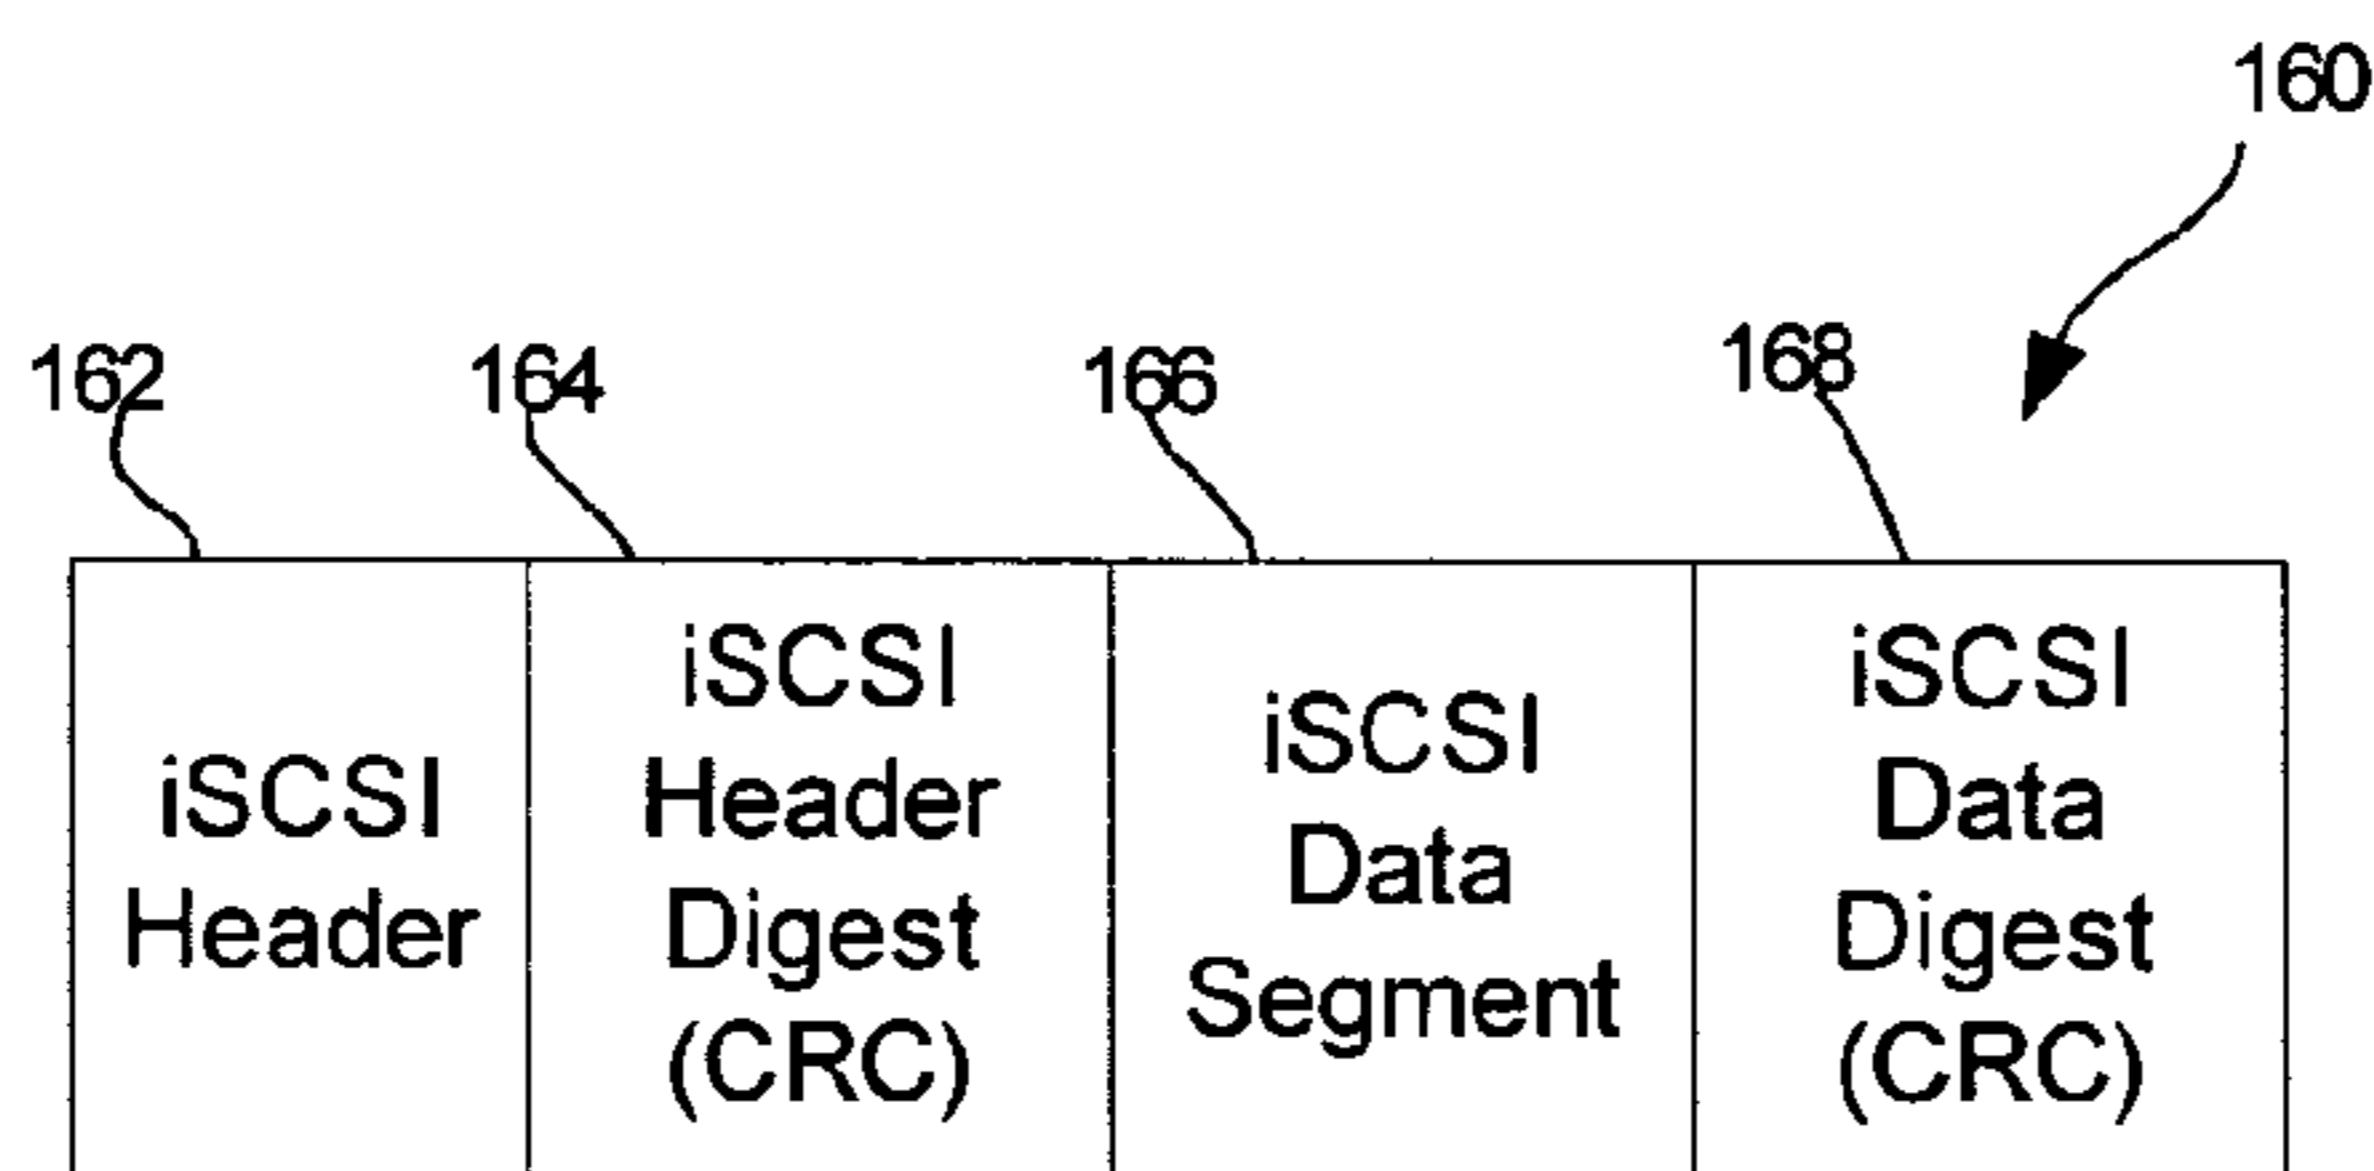 160
162
164
166
168
iSCSI
Header
iSCSI
Header
Digest
(CRC)
iSCSI
Data
Segment
iSCSI
Data
Digest
(CRC)